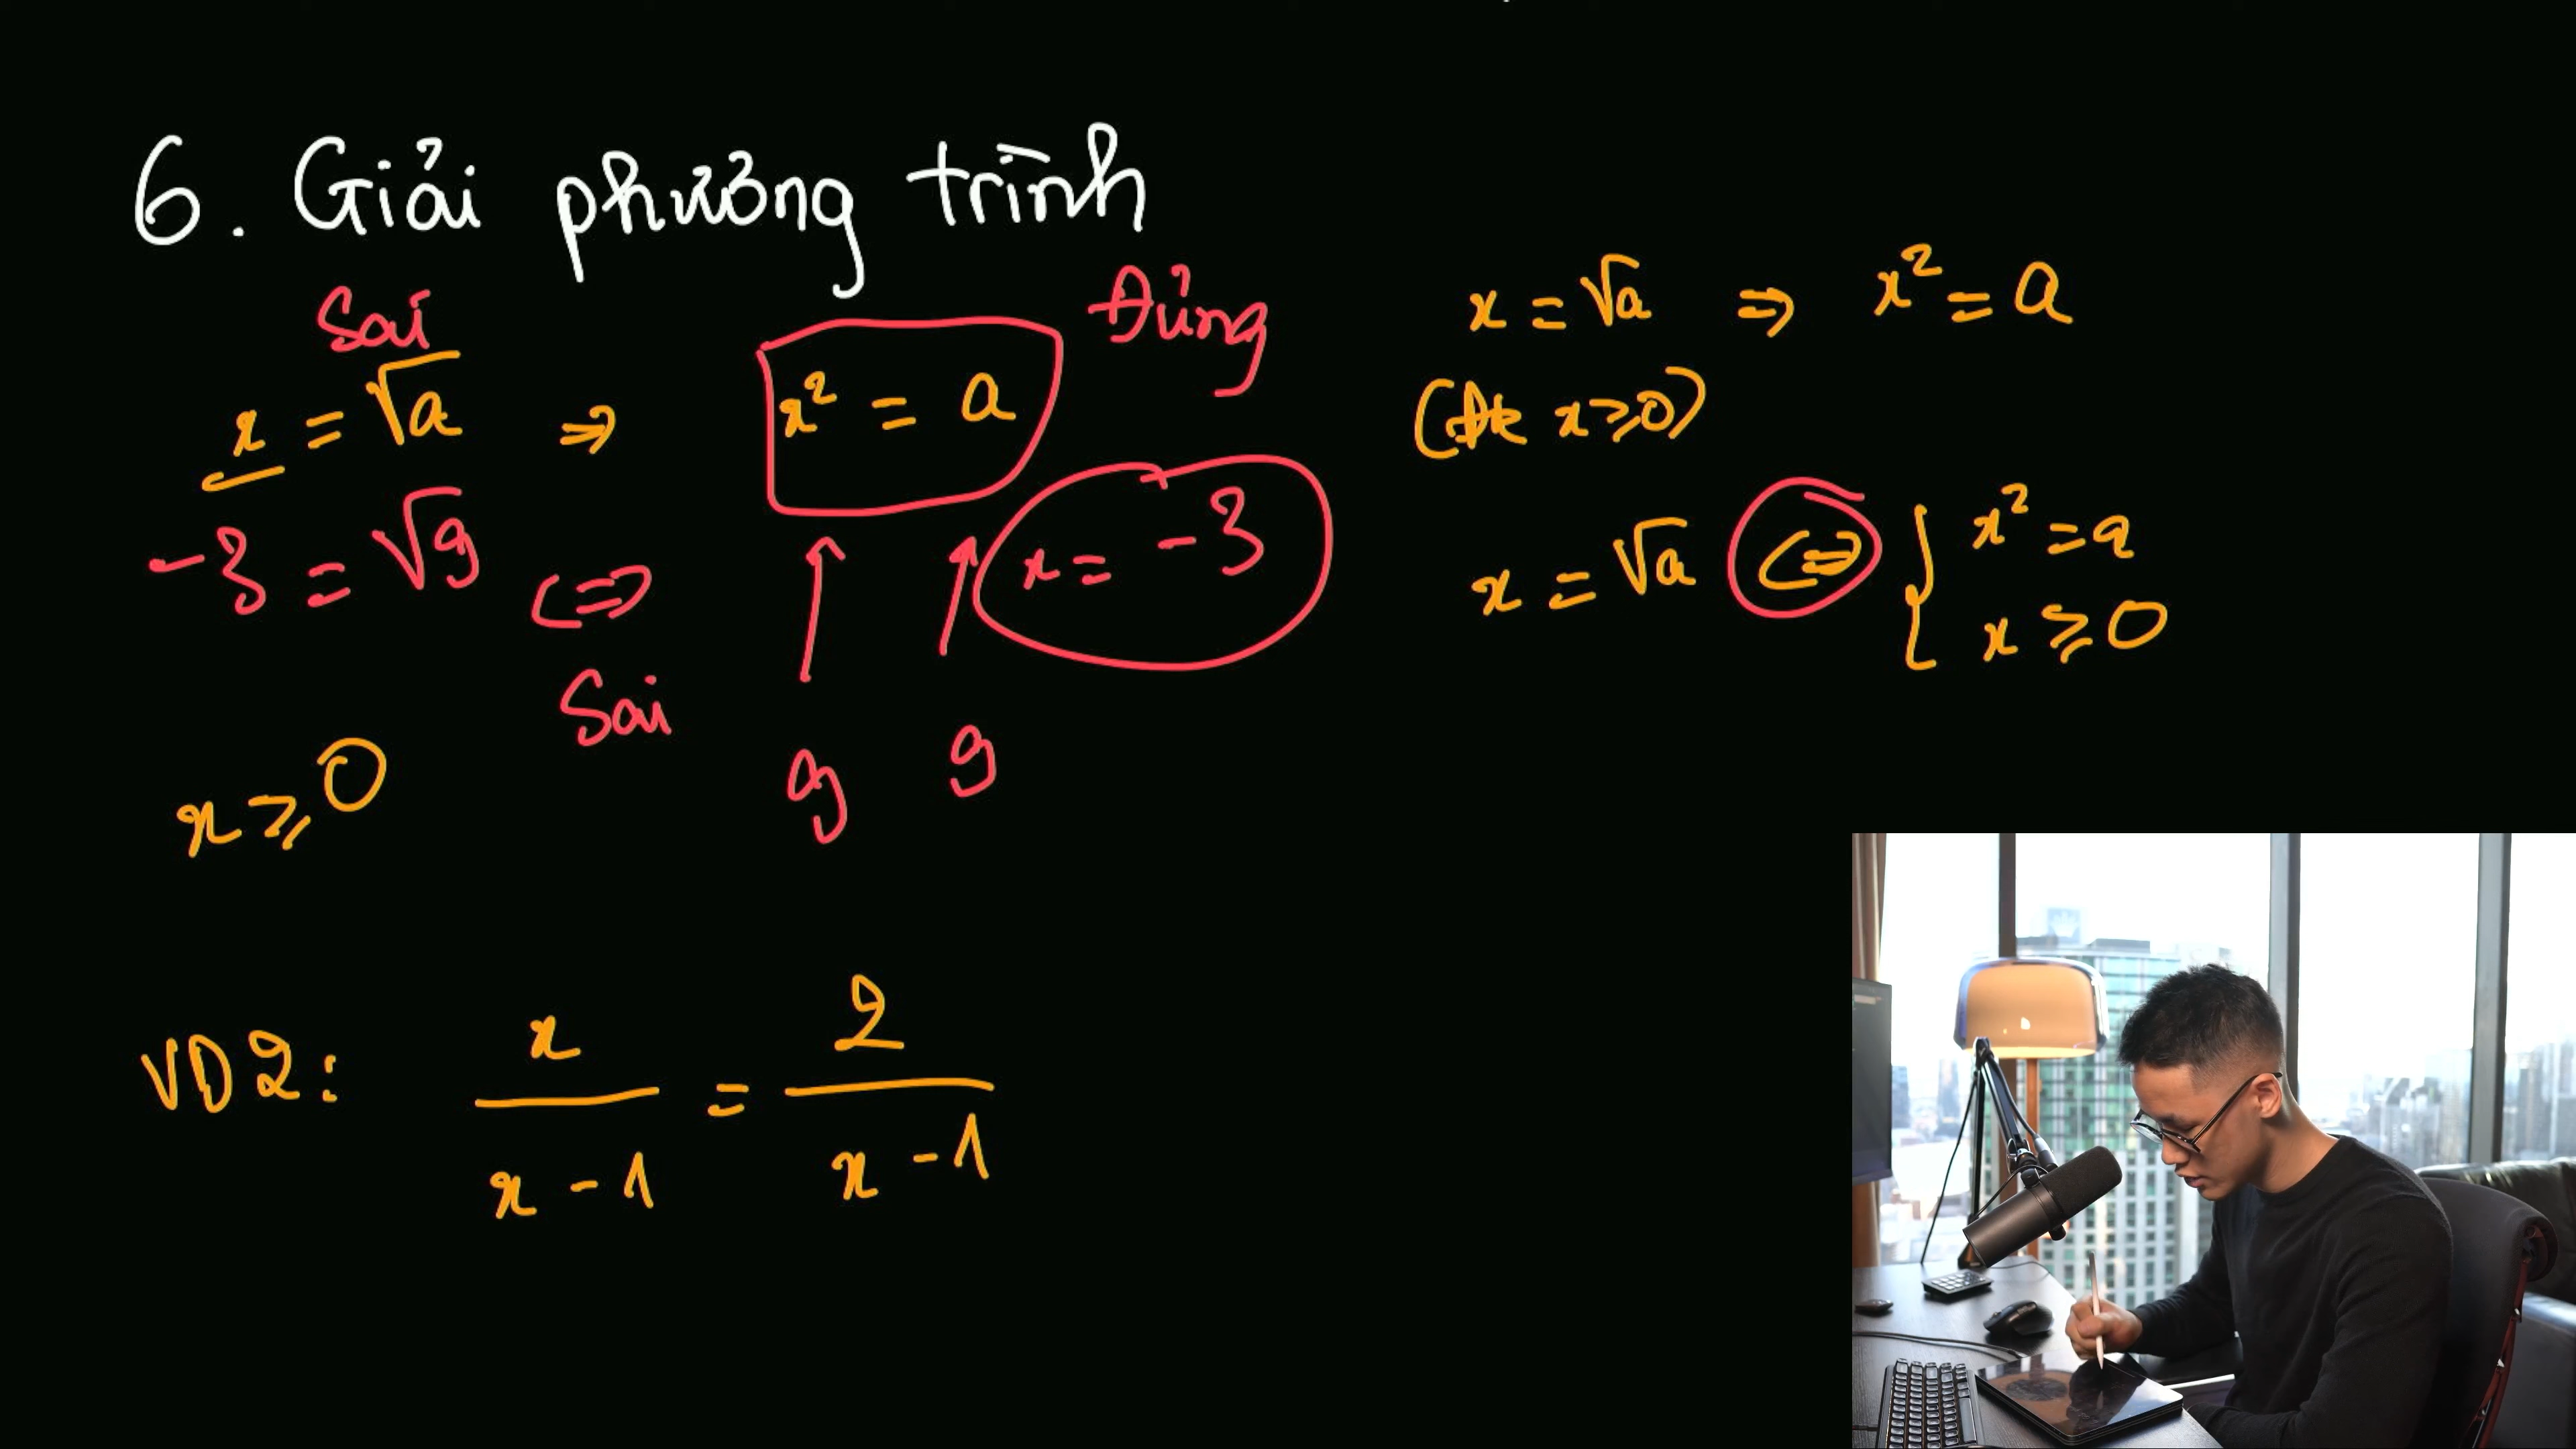 6. Giải phương trình
Sai
Đúng
x = √a ⇒ x² = a
-3 = √9 ⇔ x = -3
Sai
9 9
x ≥ 0
x = √a ⇒ x² = a
(Đk x ≥ 0)
x = √a ⇔ { x² = a
x ≥ 0
VD2: x/(x - 1) = 2/(x - 1)